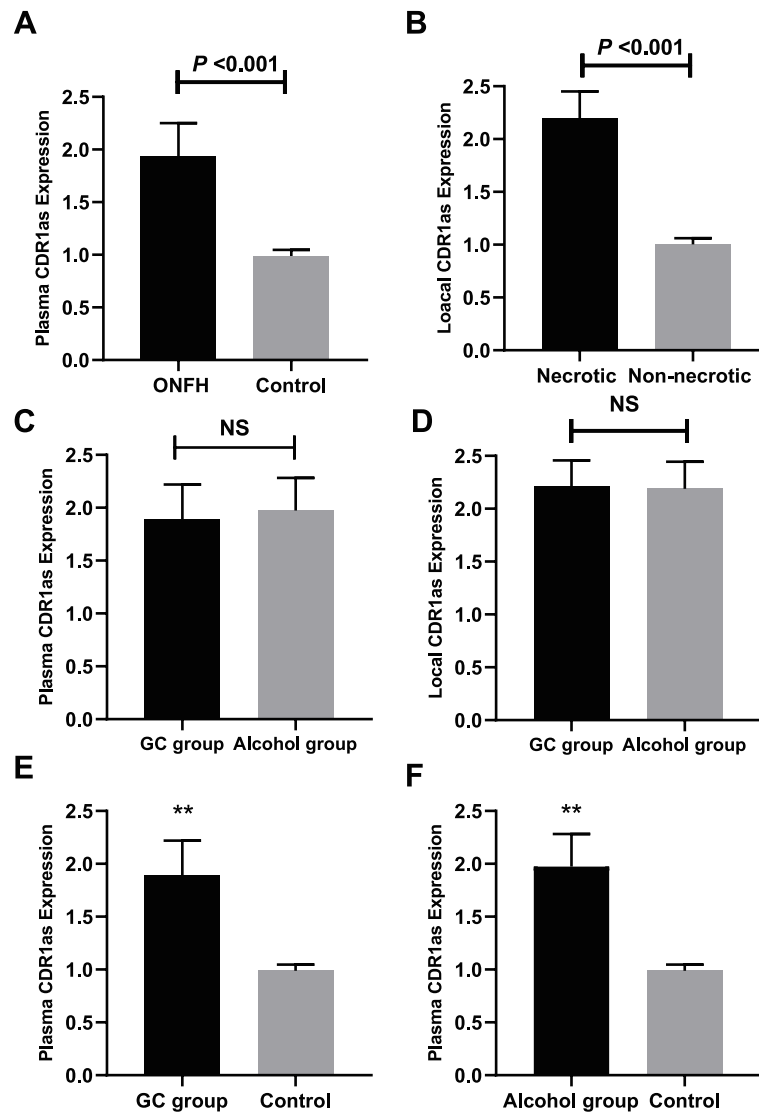 A
P <0.001
Plasma CDR1as Expression
2.5
2.0
1.5
1.0
0.5
0.0
ONFH Control
B
P <0.001
Loacal CDR1as Expression
2.5
2.0
1.5
1.0
0.5
0.0
Necrotic Non-necrotic
C
NS
Plasma CDR1as Expression
2.5
2.0
1.5
1.0
0.5
0.0
GC group Alcohol group
D
NS
Local CDR1as Expression
2.5
2.0
1.5
1.0
0.5
0.0
GC group Alcohol group
E
**
Plasma CDR1as Expression
2.5
2.0
1.5
1.0
0.5
0.0
GC group Control
F
**
Plasma CDR1as Expression
2.5
2.0
1.5
1.0
0.5
0.0
Alcohol group Control